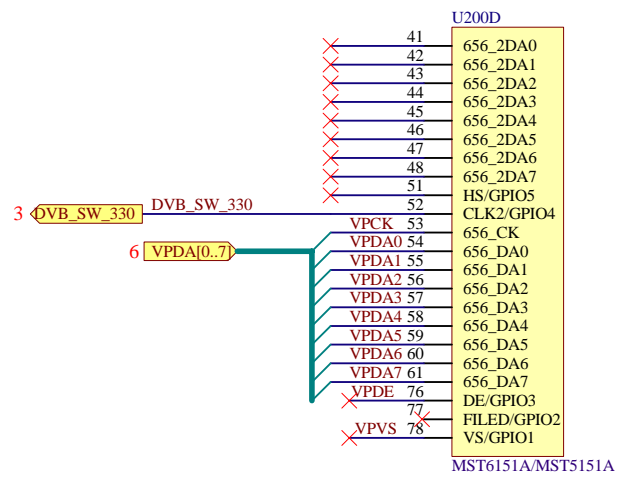 U200D
41 656_2DA0
42 656_2DA1
43 656_2DA2
44 656_2DA3
45 656_2DA4
46 656_2DA5
47 656_2DA6
48 656_2DA7
51 HS/GPIO5
3 DVB_SW_330 DVB_SW_330 52 CLK2/GPIO4
VPCK 53 656_CK
6 VPDA[0..7] VPDA0 54 656_DA0
VPDA1 55 656_DA1
VPDA2 56 656_DA2
VPDA3 57 656_DA3
VPDA4 58 656_DA4
VPDA5 59 656_DA5
VPDA6 60 656_DA6
VPDA7 61 656_DA7
VPDE 76 DE/GPIO3
77 FILED/GPIO2
VPVS 78 VS/GPIO1
MST6151A/MST5151A